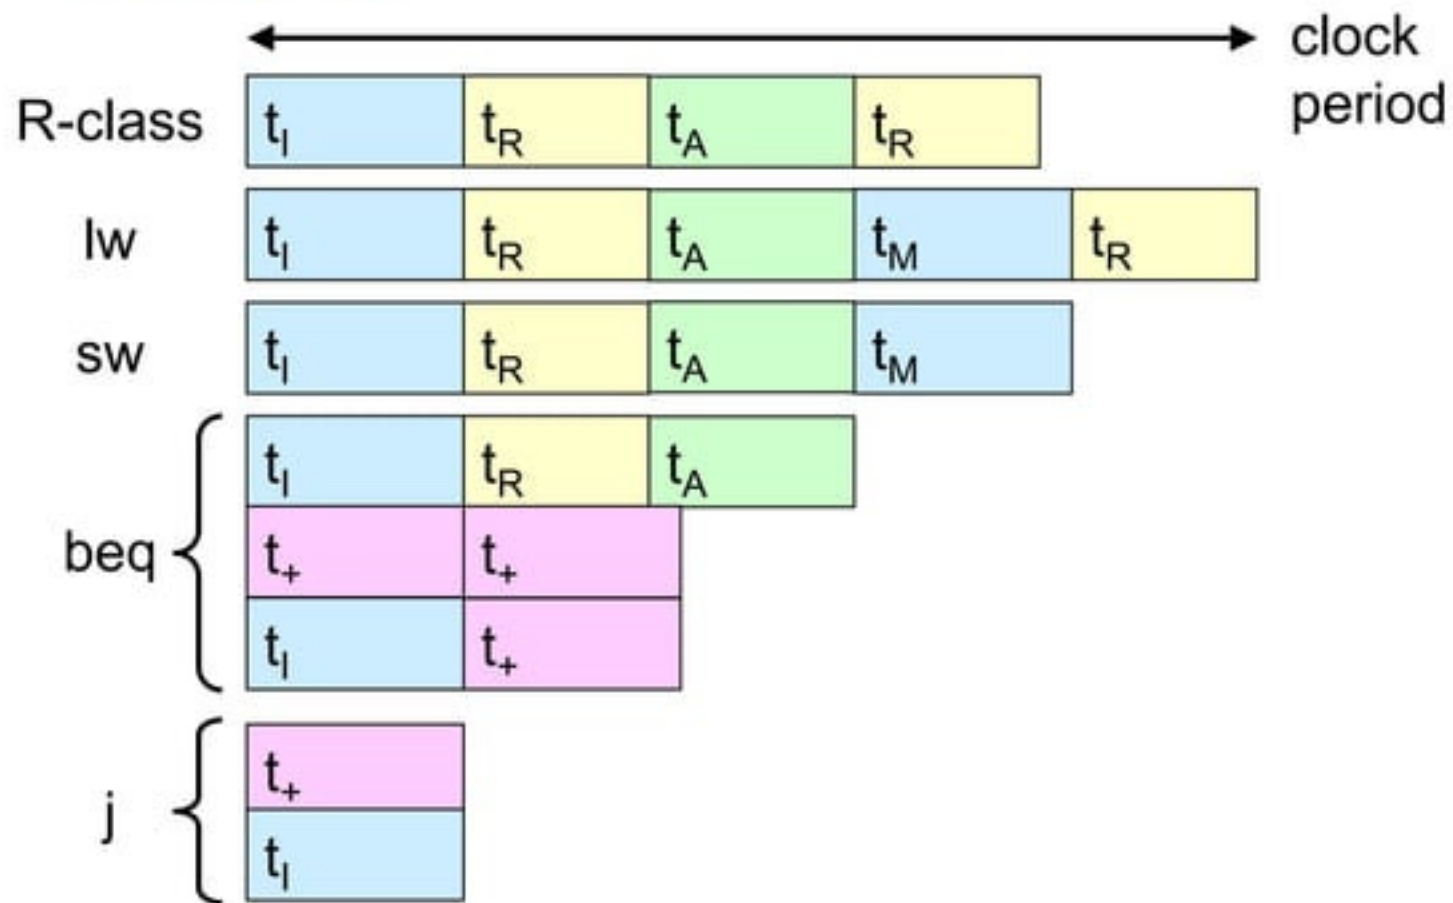 clock
period
R-class t_I t_R t_A t_R
lw t_I t_R t_A t_M t_R
sw t_I t_R t_A t_M
t_I t_R t_A
beq t_+ t_+
t_I t_+
t_+
j
t_I